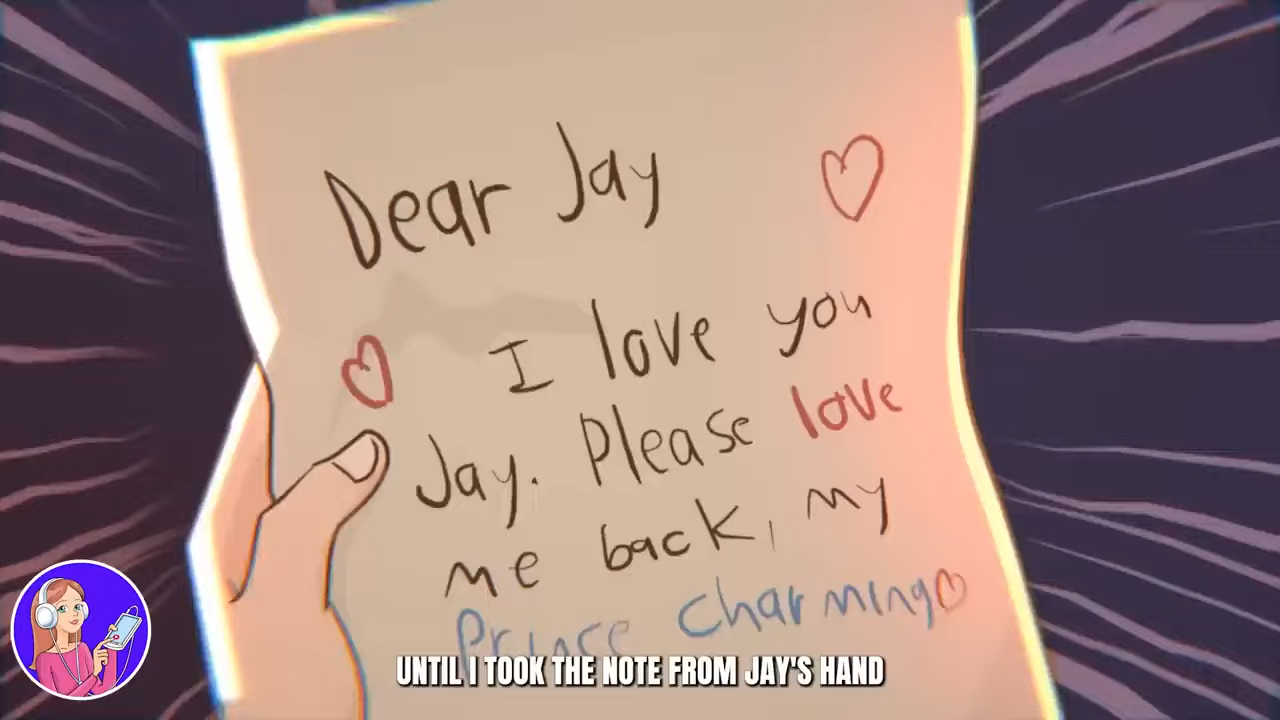 Dear Jay
I love you
Jay. Please love
me back, my
Prince Charming
UNTIL I TOOK THE NOTE FROM JAY'S HAND